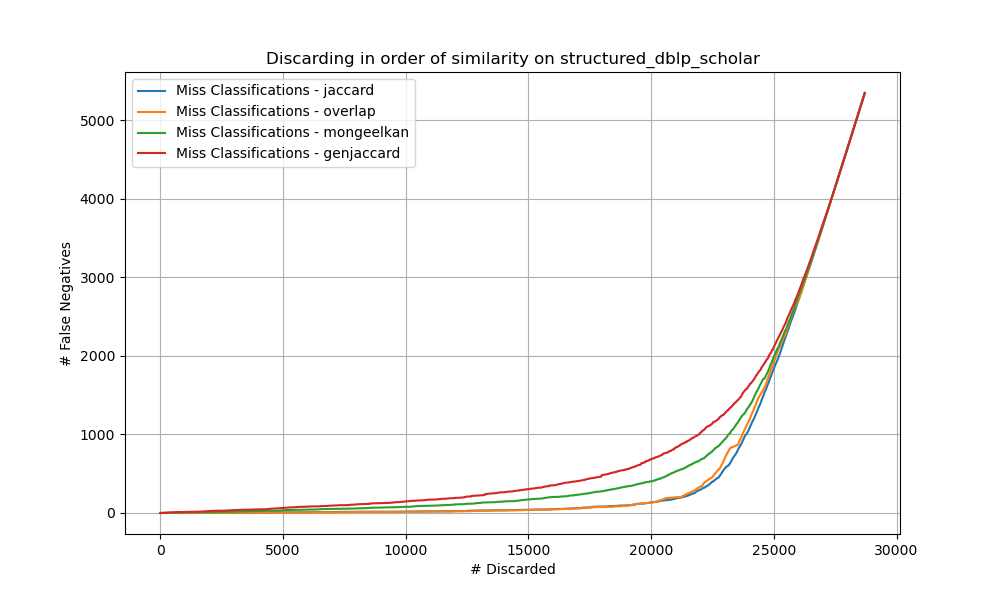 Discarding in order of similarity on structured_dblp_scholar
Miss Classifications - jaccard
Miss Classifications - overlap
Miss Classifications - mongeelkan
Miss Classifications - genjaccard
# False Negatives
5000
4000
3000
2000
1000
0
0 5000 10000 15000 20000 25000 30000
# Discarded